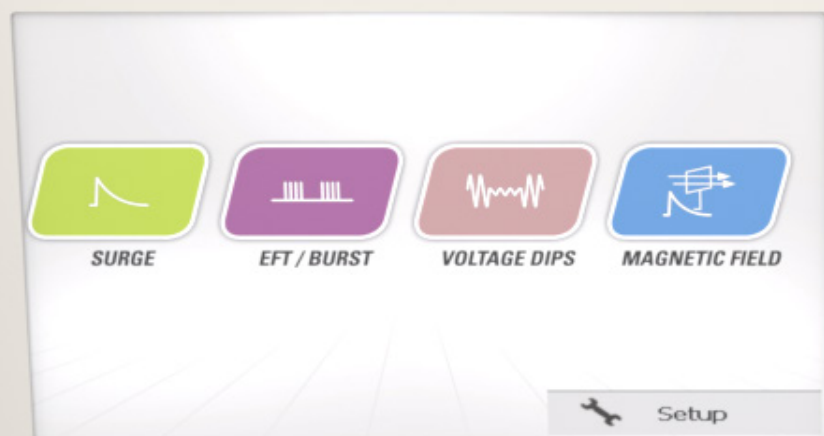 SURGE
EFT / BURST
VOLTAGE DIPS
MAGNETIC FIELD
Setup